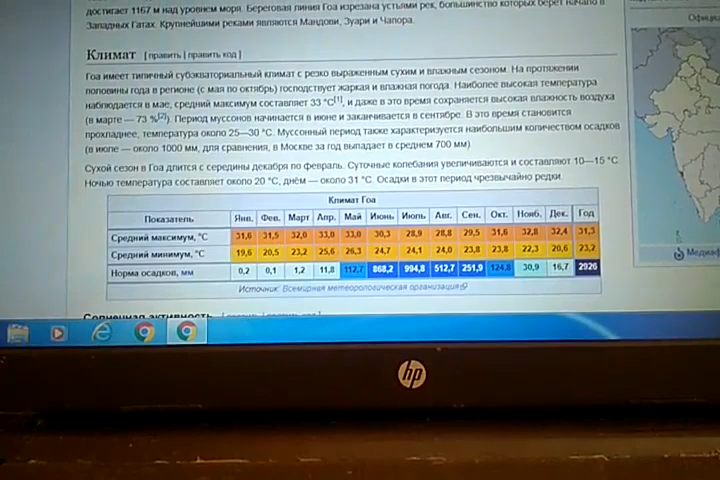 достигает 1167 м над уровнем моря. Береговая линия Гоа изрезана устьями рек, большинство которых берёт начало в
Западных Гатах. Крупнейшими реками являются Мандови, Зуари и Чапора.
Климат [ править | править код ]
Гоа имеет типичный субэкваториальный климат с резко выраженным сухим и влажным сезоном. На протяжении
половины года в регионе (с мая по октябрь) господствует жаркая и влажная погода. Наиболее высокая температура
наблюдается в мае, средний максимум составляет 33 °C[1], и даже в это время сохраняется высокая влажность воздуха
(в марте — 73 %[2]). Период муссонов начинается в июне и заканчивается в сентябре. В это время становится
прохладнее, температура около 25—30 °C. Муссонный период также характеризуется наибольшим количеством осадков
(в июле — около 1000 мм, для сравнения, в Москве за год выпадает в среднем 700 мм).
Сухой сезон в Гоа длится с середины декабря по февраль. Суточные колебания увеличиваются и составляют 10—15 °C
Ночью температура составляет около 20 °C, днём — около 31 °C. Осадки в этот период чрезвычайно редки.
Климат Гоа
Показатель Янв. Фев. Март Апр. Май Июнь Июль Авг. Сен. Окт. Нояб. Дек. Год
Средний максимум, °C 31,6 31,5 32,0 33,0 33,0 30,3 28,9 28,8 29,5 31,6 32,8 32,4 31,3
Средний минимум, °C 19,6 20,5 23,2 25,6 26,3 24,7 24,1 24,0 23,8 23,8 22,3 20,6 23,2
Норма осадков, мм 0,2 0,1 1,2 11,8 112,7 868,2 994,8 512,7 251,9 124,8 30,9 16,7 2926
Источник: Всемирная метеорологическая организация
Солнечная активность
Медиаф
hp